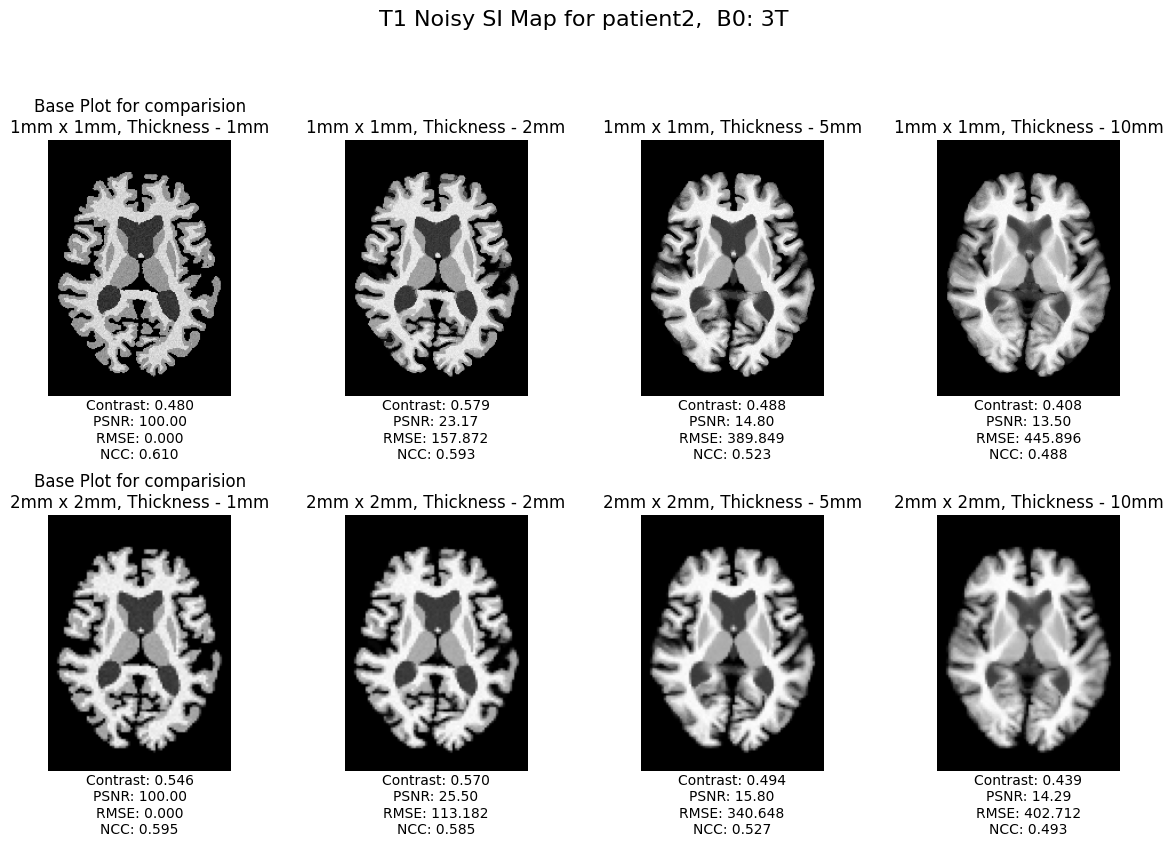 T1 Noisy SI Map for patient2,  B0: 3T
Base Plot for comparision
1mm x 1mm, Thickness - 1mm
1mm x 1mm, Thickness - 2mm
1mm x 1mm, Thickness - 5mm
1mm x 1mm, Thickness - 10mm
Contrast: 0.480
PSNR: 100.00
RMSE: 0.000
NCC: 0.610
Contrast: 0.579
PSNR: 23.17
RMSE: 157.872
NCC: 0.593
Contrast: 0.488
PSNR: 14.80
RMSE: 389.849
NCC: 0.523
Contrast: 0.408
PSNR: 13.50
RMSE: 445.896
NCC: 0.488
Base Plot for comparision
2mm x 2mm, Thickness - 1mm
2mm x 2mm, Thickness - 2mm
2mm x 2mm, Thickness - 5mm
2mm x 2mm, Thickness - 10mm
Contrast: 0.546
PSNR: 100.00
RMSE: 0.000
NCC: 0.595
Contrast: 0.570
PSNR: 25.50
RMSE: 113.182
NCC: 0.585
Contrast: 0.494
PSNR: 15.80
RMSE: 340.648
NCC: 0.527
Contrast: 0.439
PSNR: 14.29
RMSE: 402.712
NCC: 0.493